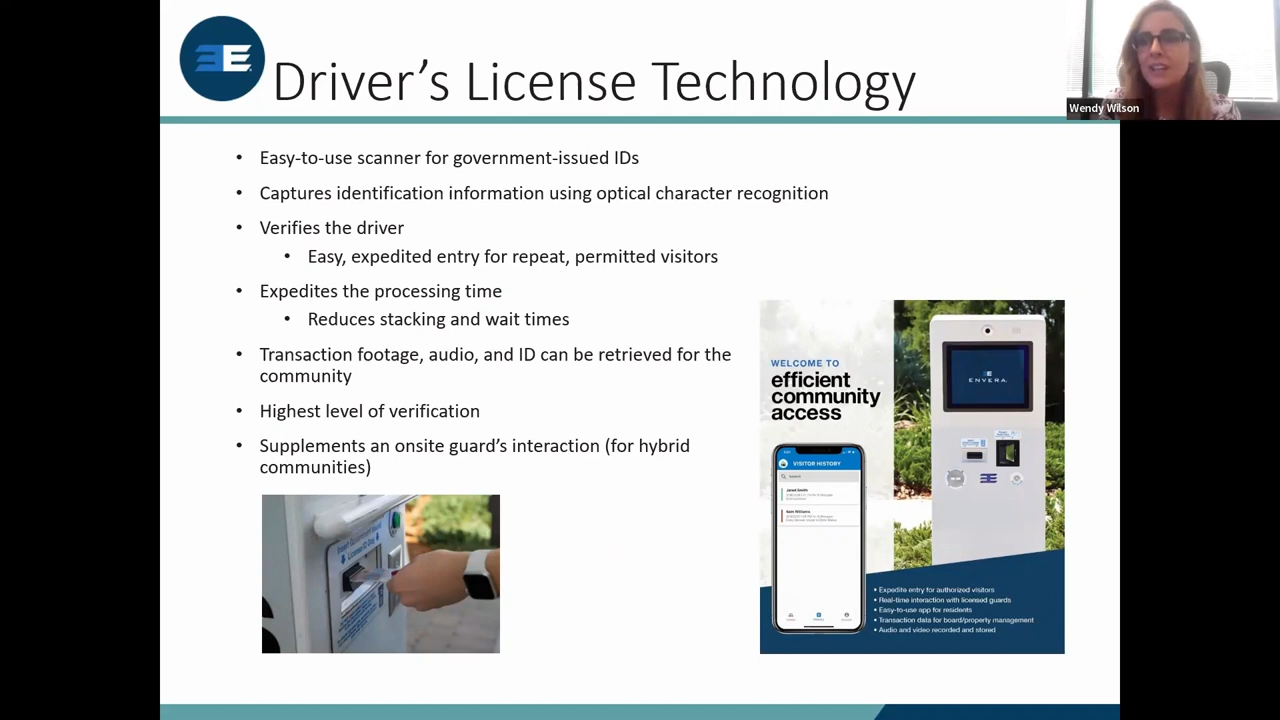 Driver's License Technology
Wendy Wilson
• Easy-to-use scanner for government-issued IDs
• Captures identification information using optical character recognition
• Verifies the driver
• Easy, expedited entry for repeat, permitted visitors
• Expedites the processing time
• Reduces stacking and wait times
• Transaction footage, audio, and ID can be retrieved for the
community
• Highest level of verification
• Supplements an onsite guard's interaction (for hybrid
communities)
WELCOME TO
efficient
community
access
ENVERA
VISITOR HISTORY
Search
Jared Smith
Sam Williams
• Expedite entry for authorized visitors
• Real-time interaction with licensed guards
• Easy-to-use app for residents
• Transaction data for board/property management
• Audio and video recorded and stored